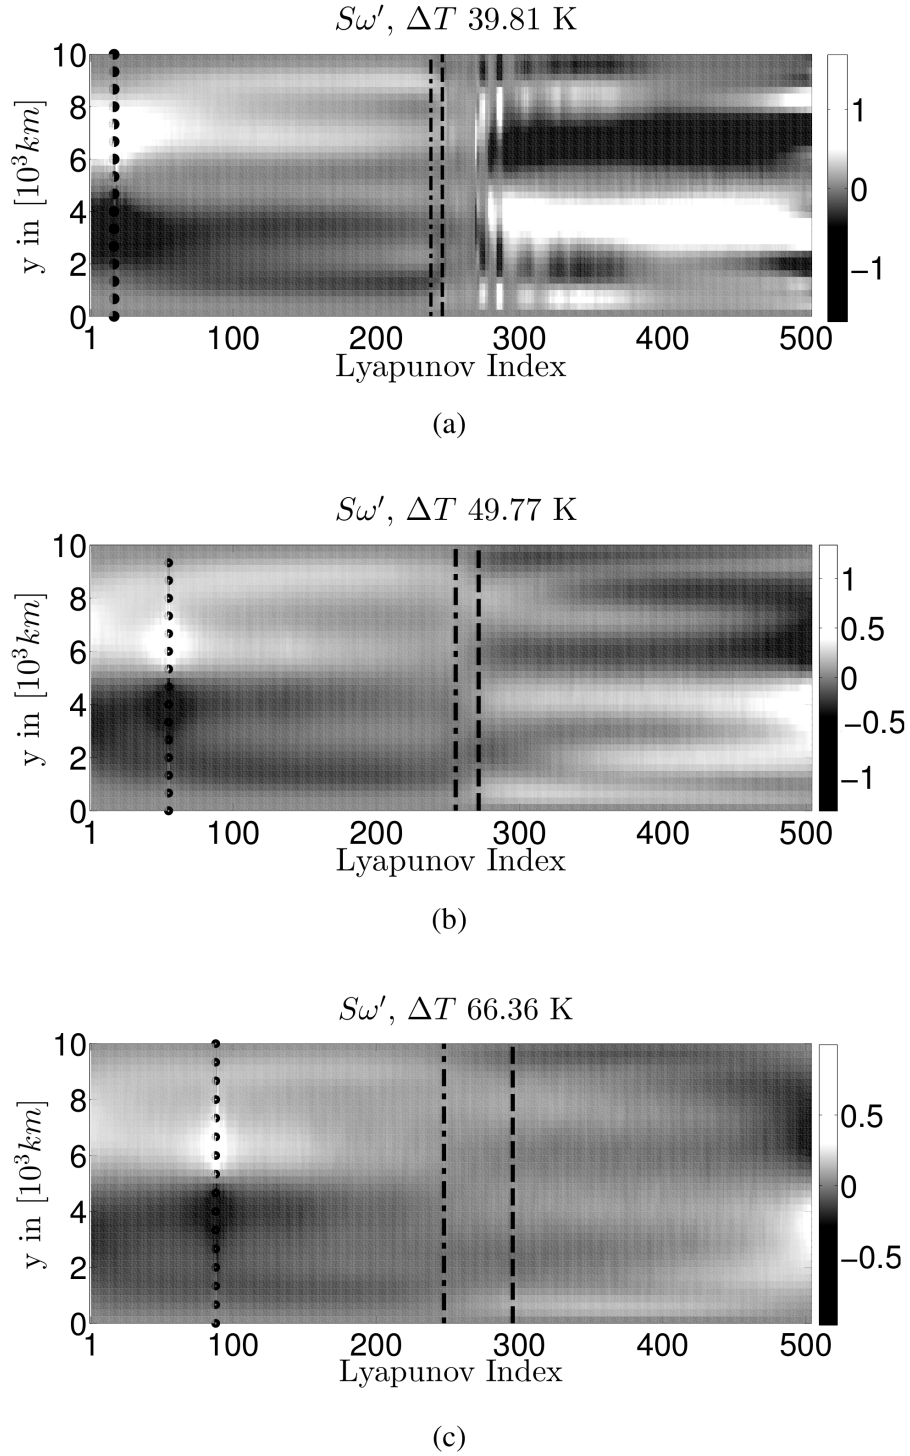 Sω′, ΔT 39.81 K
10
8
6
4
2
0
y in [10³km]
1 100 200 300 400 500
Lyapunov Index
1
0
−1
(a)
Sω′, ΔT 49.77 K
10
8
6
4
2
0
y in [10³km]
1 100 200 300 400 500
Lyapunov Index
1
0.5
0
−0.5
−1
(b)
Sω′, ΔT 66.36 K
10
8
6
4
2
0
y in [10³km]
1 100 200 300 400 500
Lyapunov Index
0.5
0
−0.5
(c)